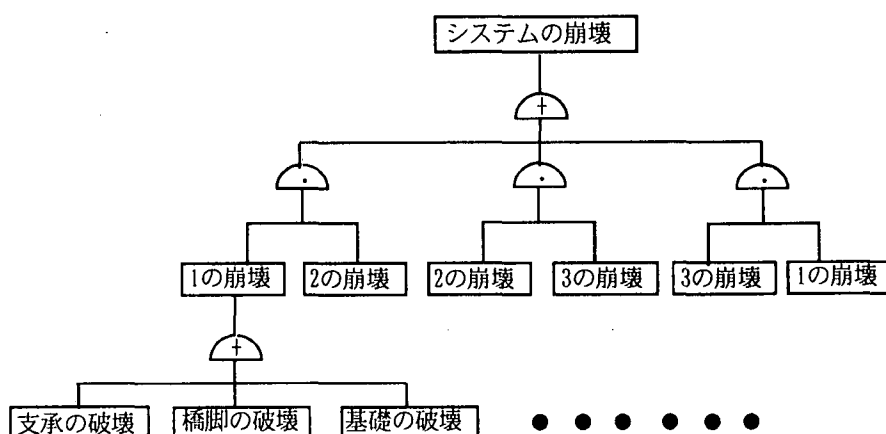 システムの崩壊
+
・ ・ ・
1の崩壊 2の崩壊 2の崩壊 3の崩壊 3の崩壊 1の崩壊
+
支承の破壊 橋脚の破壊 基礎の破壊 ● ● ● ● ● ●